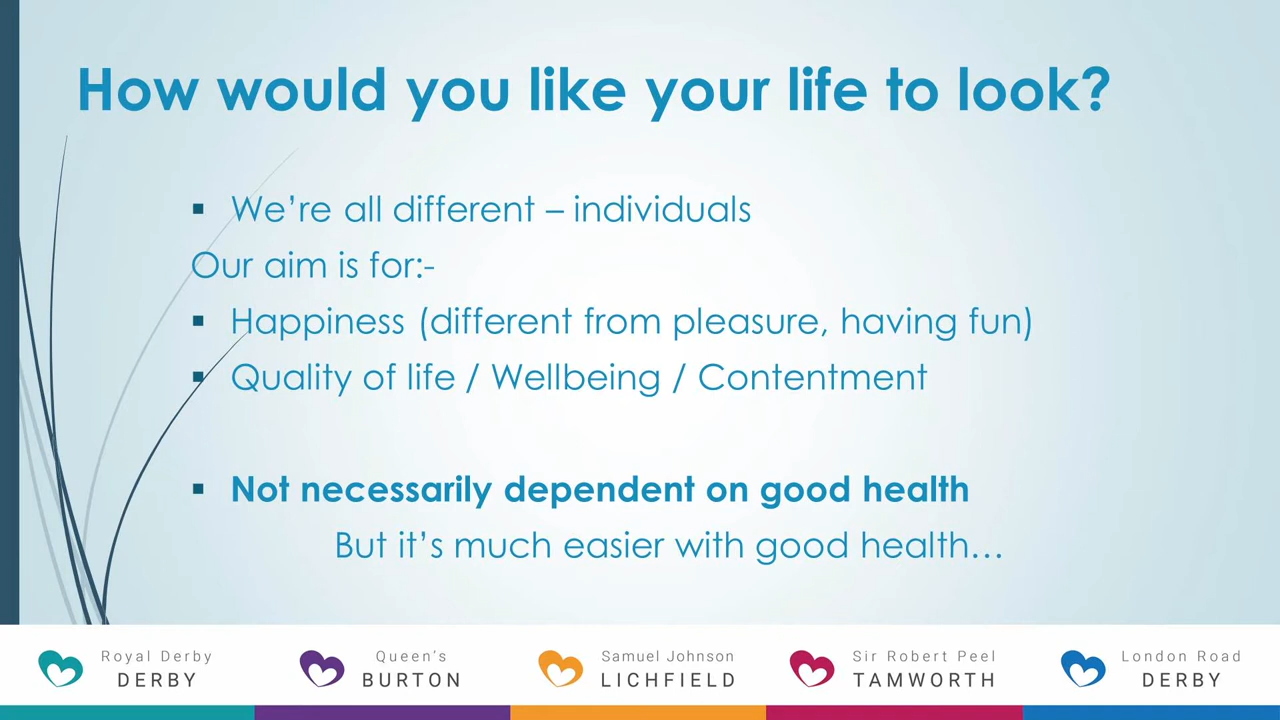 How would you like your life to look?
▪ We’re all different – individuals
Our aim is for:-
▪ Happiness (different from pleasure, having fun)
▪ Quality of life / Wellbeing / Contentment
▪ Not necessarily dependent on good health
But it’s much easier with good health…
Royal Derby
DERBY
Queen’s
BURTON
Samuel Johnson
LICHFIELD
Sir Robert Peel
TAMWORTH
London Road
DERBY